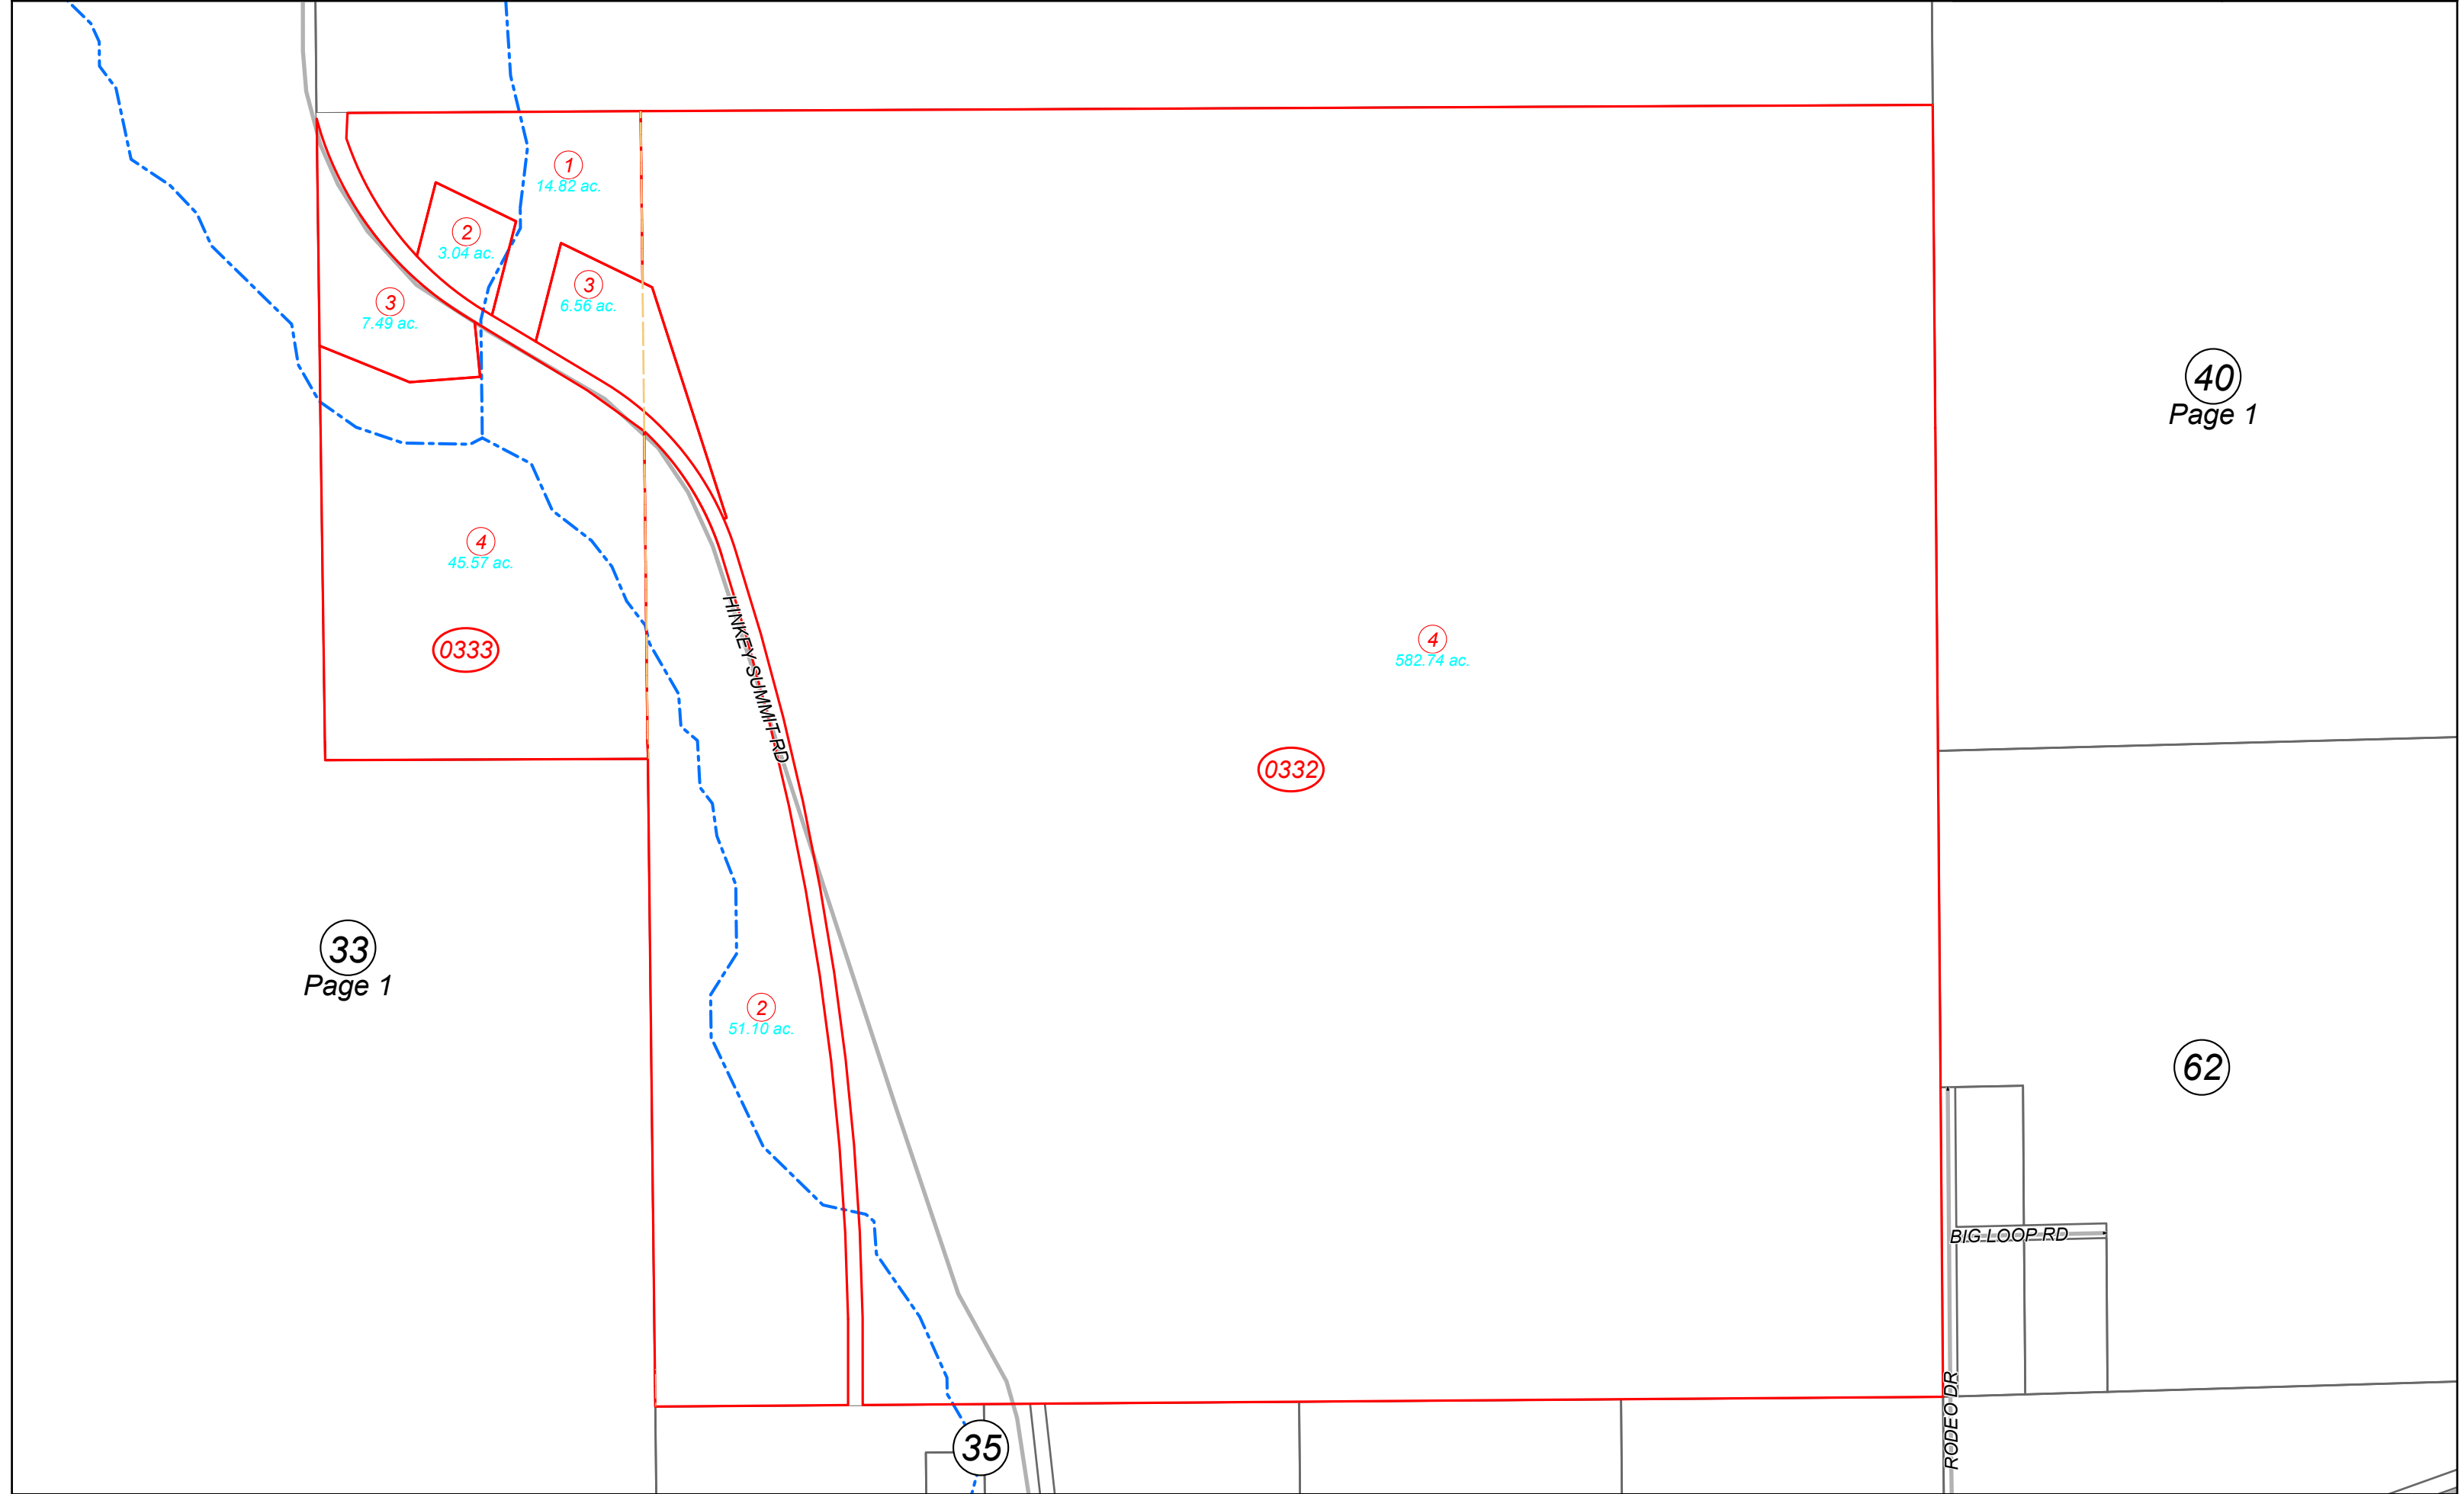 1
14.82 ac.
2
3.04 ac.
3
6.56 ac.
3
7.49 ac.
40
Page 1
4
45.57 ac.
0333
HINKEY SUMMIT RD
4
582.74 ac.
0332
33
Page 1
2
51.10 ac.
62
BIG LOOP RD
RODEO DR
35